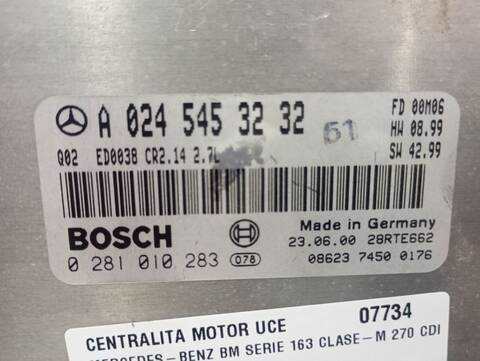 A 024 545 32 32
61
FD 00M06
HW 08.99
SW 42.99
Q02 ED0038 CR2.14 2.7L
BOSCH
Made in Germany
23.06.00 28RTE662
0 281 010 283 078
08623 7450 0176
CENTRALITA MOTOR UCE 07734
MERCEDES-BENZ BM SERIE 163 CLASE-M 270 CDI